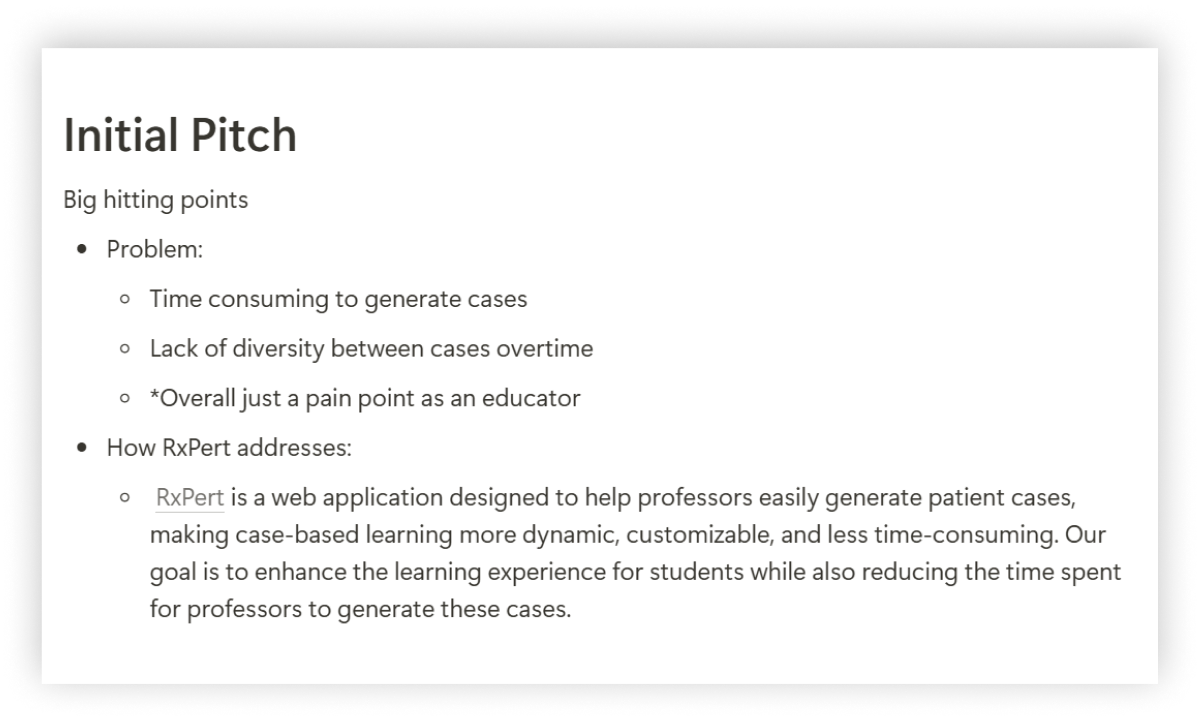 Initial Pitch
Big hitting points
• Problem:
◦ Time consuming to generate cases
◦ Lack of diversity between cases overtime
◦ *Overall just a pain point as an educator
• How RxPert addresses:
◦ RxPert is a web application designed to help professors easily generate patient cases,
making case-based learning more dynamic, customizable, and less time-consuming. Our
goal is to enhance the learning experience for students while also reducing the time spent
for professors to generate these cases.